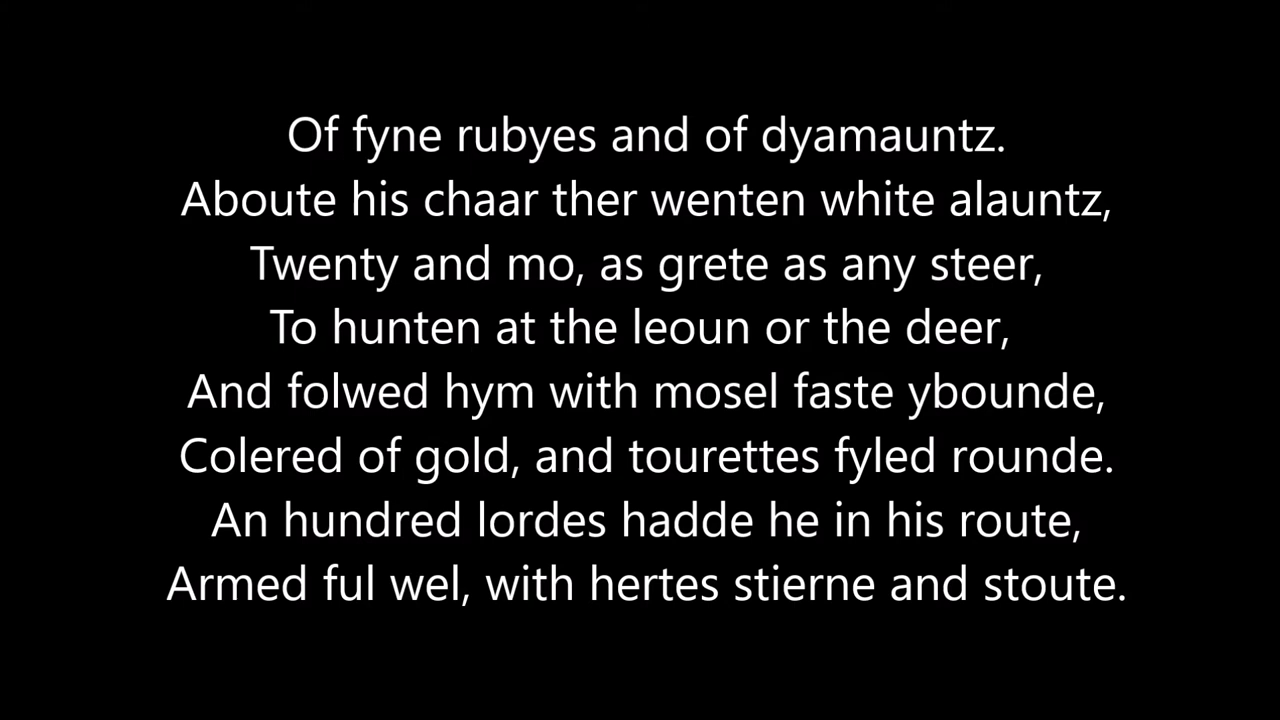 Of fyne rubyes and of dyamauntz.
Aboute his chaar ther wenten white alauntz,
Twenty and mo, as grete as any steer,
To hunten at the leoun or the deer,
And folwed hym with mosel faste ybounde,
Colered of gold, and tourettes fyled rounde.
An hundred lordes hadde he in his route,
Armed ful wel, with hertes stierne and stoute.